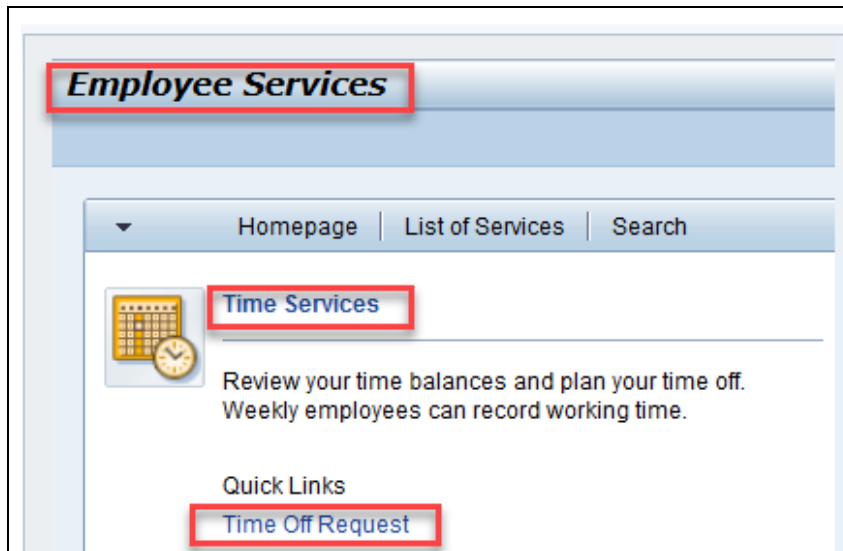 Employee Services
Homepage List of Services Search
Time Services
Review your time balances and plan your time off.
Weekly employees can record working time.
Quick Links
Time Off Request